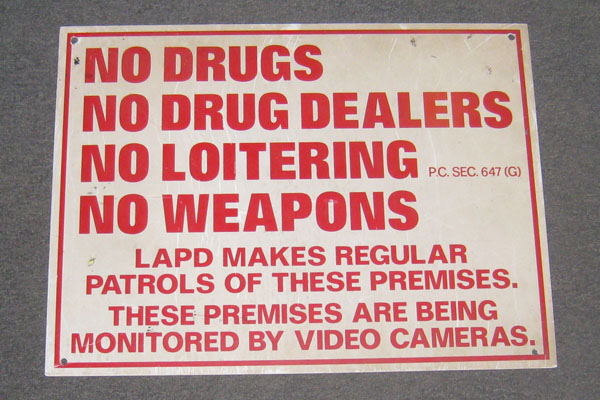 NO DRUGS
NO DRUG DEALERS
NO LOITERING P.C. SEC. 647 (G)
NO WEAPONS
LAPD MAKES REGULAR
PATROLS OF THESE PREMISES.
THESE PREMISES ARE BEING
MONITORED BY VIDEO CAMERAS.